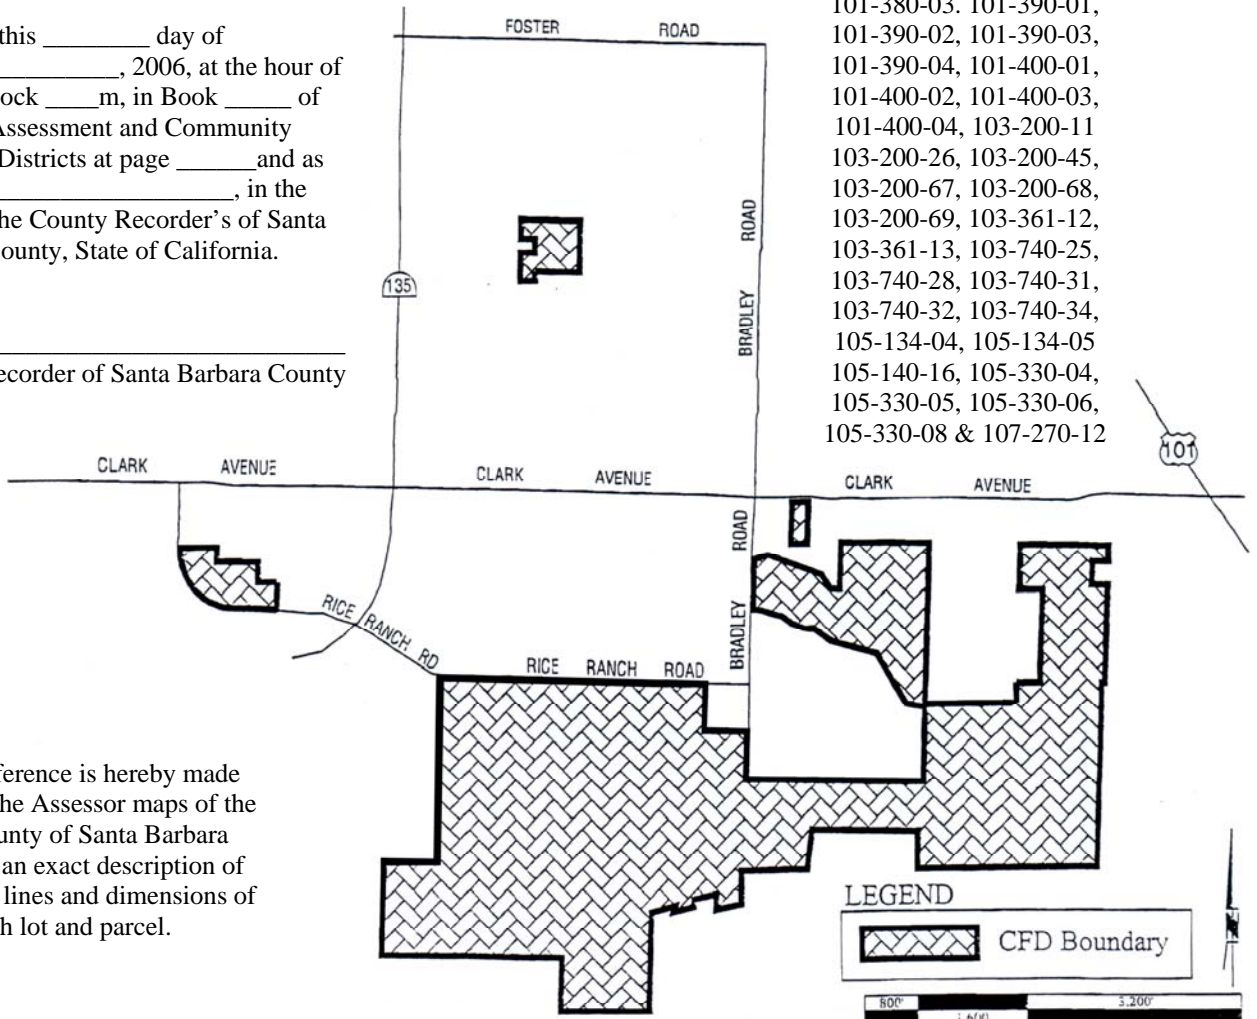 this ________ day of
_________, 2006, at the hour of
ock ____m, in Book _____ of
Assessment and Community
Districts at page ______and as
__________________, in the
he County Recorder’s of Santa
ounty, State of California.
__________________________
ecorder of Santa Barbara County
101-380-03. 101-390-01,
101-390-02, 101-390-03,
101-390-04, 101-400-01,
101-400-02, 101-400-03,
101-400-04, 103-200-11
103-200-26, 103-200-45,
103-200-67, 103-200-68,
103-200-69, 103-361-12,
103-361-13, 103-740-25,
103-740-28, 103-740-31,
103-740-32, 103-740-34,
105-134-04, 105-134-05
105-140-16, 105-330-04,
105-330-05, 105-330-06,
105-330-08 & 107-270-12
FOSTER ROAD
135
BRADLEY ROAD
101
CLARK AVENUE
CLARK AVENUE
CLARK AVENUE
BRADLEY ROAD
RICE RANCH RD
RICE RANCH ROAD
ference is hereby made
he Assessor maps of the
unty of Santa Barbara
an exact description of
lines and dimensions of
h lot and parcel.
LEGEND
CFD Boundary
800' 3,200'
1,600